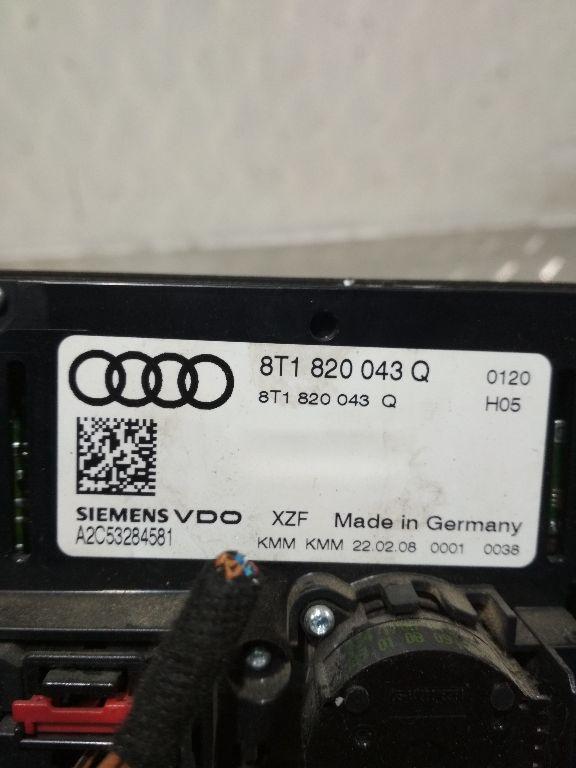 8T1 820 043 Q 0120
8T1 820 043 Q H05
SIEMENS VDO XZF Made in Germany
A2C53284581
KMM KMM 22.02.08 0001 0038